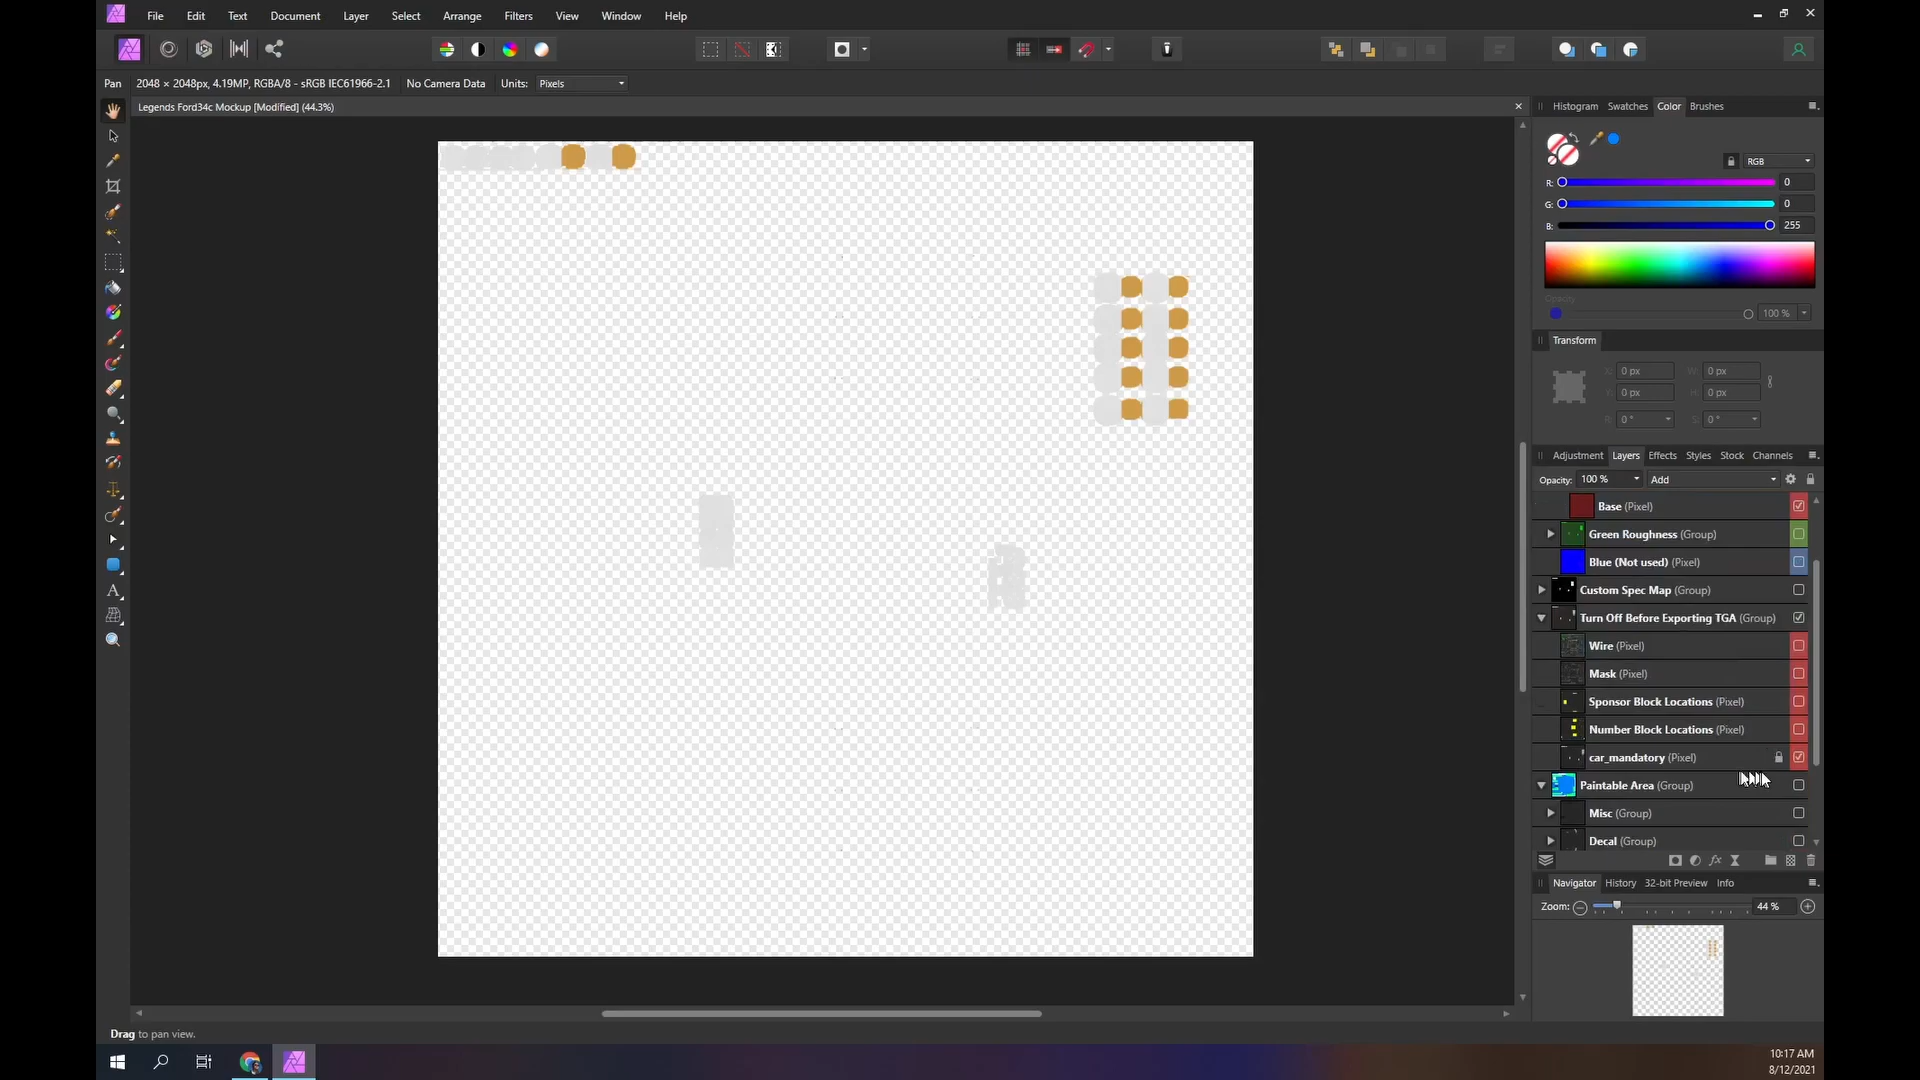 File Edit Text Document Layer Select Arrange Filters View Window Help
Pan 2048 × 2048px, 4.19MP, RGBA/8 - sRGB IEC61966-2.1 No Camera Data Units: Pixels
Legends Ford34c Mockup [Modified] (44.3%)
Histogram Swatches Color Brushes
RGB
R: 0
G: 0
B: 255
Opacity
100 %
Transform
X: 0 px W: 0 px
Y: 0 px H: 0 px
R: 0 ° S: 0 °
Adjustment Layers Effects Styles Stock Channels
Opacity: 100 % Add
Base (Pixel)
Green Roughness (Group)
Blue (Not used) (Pixel)
Custom Spec Map (Group)
Turn Off Before Exporting TGA (Group)
Wire (Pixel)
Mask (Pixel)
Sponsor Block Locations (Pixel)
Number Block Locations (Pixel)
car_mandatory (Pixel)
Paintable Area (Group)
Misc (Group)
Decal (Group)
Navigator History 32-bit Preview Info
Zoom: 44 %
Drag to pan view.
10:17 AM
8/12/2021